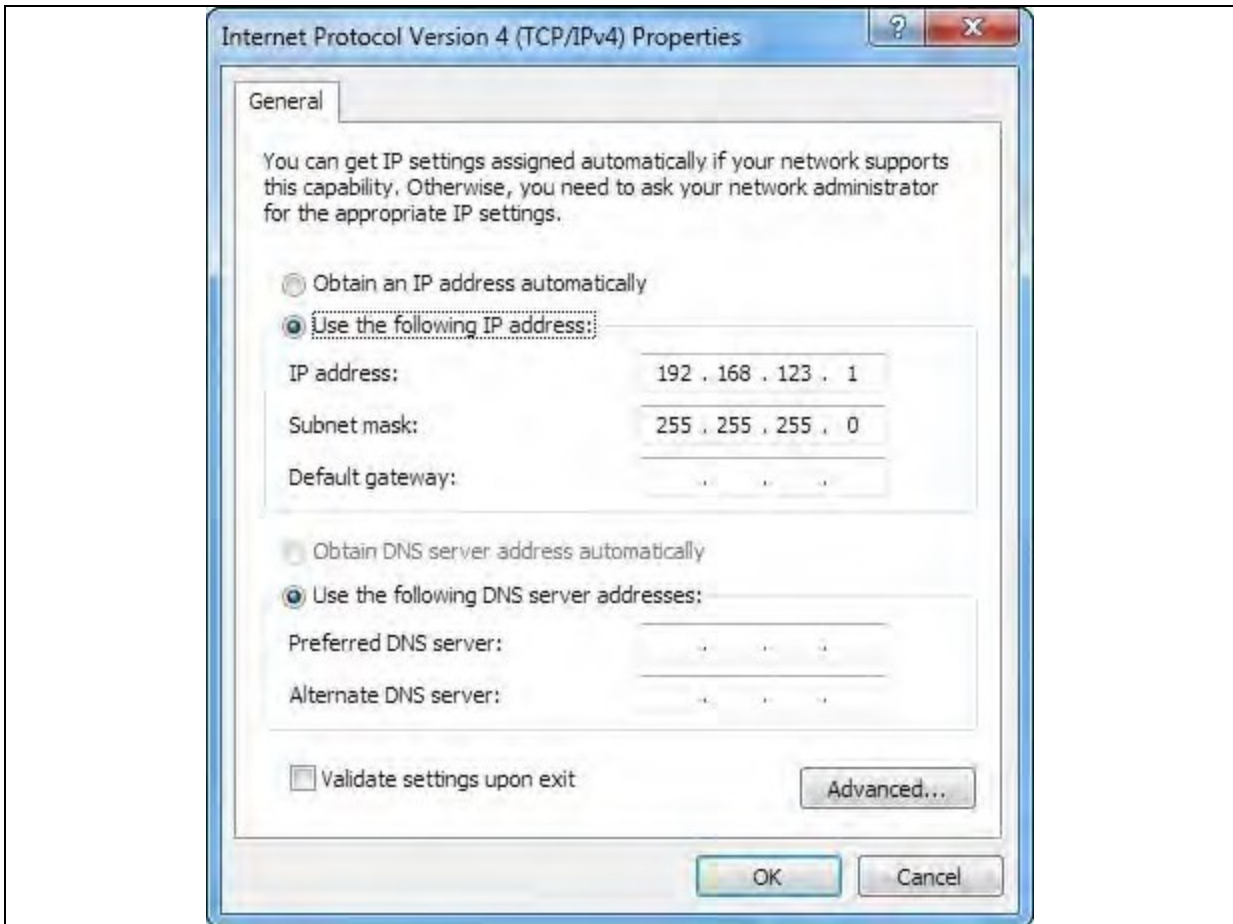 Internet Protocol Version 4 (TCP/IPv4) Properties
?
X
General
You can get IP settings assigned automatically if your network supports
this capability. Otherwise, you need to ask your network administrator
for the appropriate IP settings.
Obtain an IP address automatically
Use the following IP address:
IP address: 192 . 168 . 123 . 1
Subnet mask: 255 . 255 . 255 . 0
Default gateway: . . .
Obtain DNS server address automatically
Use the following DNS server addresses:
Preferred DNS server: . . .
Alternate DNS server: . . .
Validate settings upon exit
Advanced...
OK Cancel